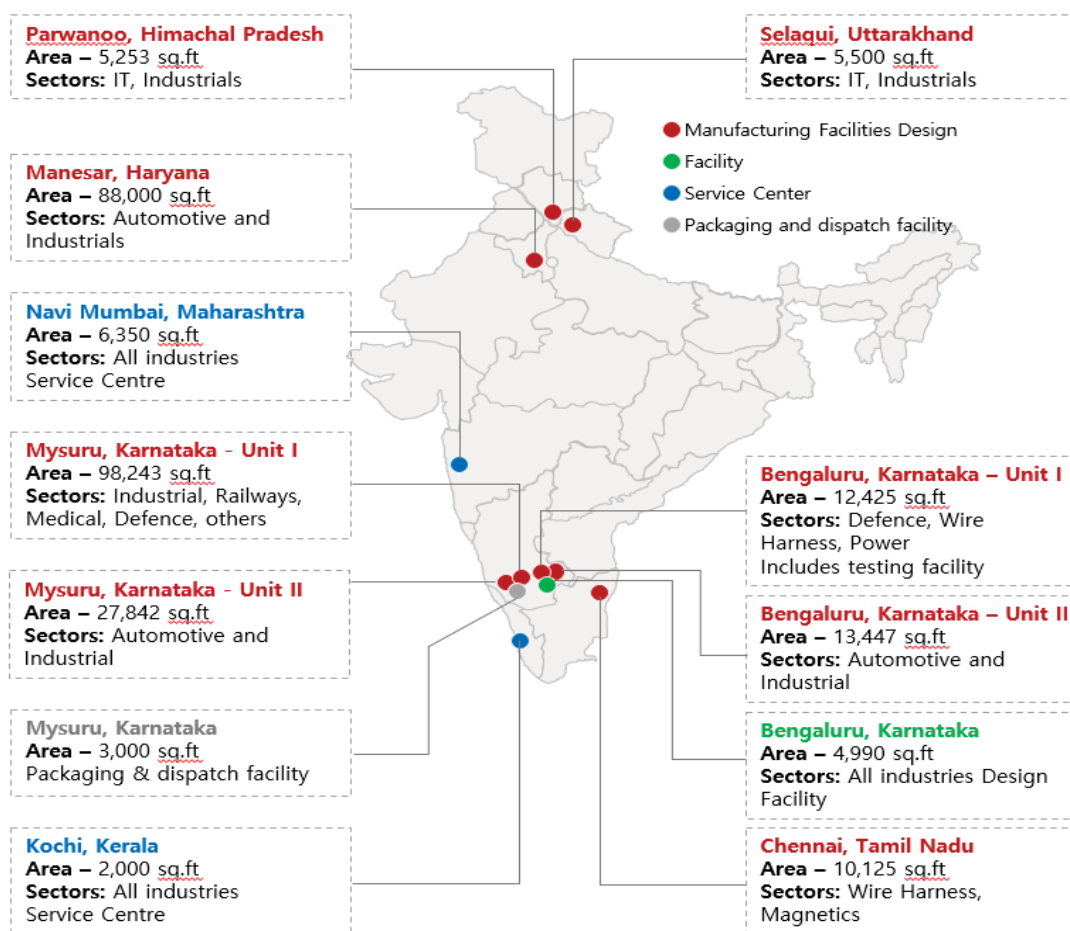 Parwanoo, Himachal Pradesh
Area – 5,253 sq.ft
Sectors: IT, Industrials
Selaqui, Uttarakhand
Area – 5,500 sq.ft
Sectors: IT, Industrials
Manufacturing Facilities Design
Facility
Service Center
Packaging and dispatch facility
Manesar, Haryana
Area – 88,000 sq.ft
Sectors: Automotive and
Industrials
Navi Mumbai, Maharashtra
Area – 6,350 sq.ft
Sectors: All industries
Service Centre
Mysuru, Karnataka - Unit I
Area – 98,243 sq.ft
Sectors: Industrial, Railways,
Medical, Defence, others
Mysuru, Karnataka - Unit II
Area – 27,842 sq.ft
Sectors: Automotive and
Industrial
Mysuru, Karnataka
Area – 3,000 sq.ft
Packaging & dispatch facility
Kochi, Kerala
Area – 2,000 sq.ft
Sectors: All industries
Service Centre
Bengaluru, Karnataka – Unit I
Area – 12,425 sq.ft
Sectors: Defence, Wire
Harness, Power
Includes testing facility
Bengaluru, Karnataka – Unit II
Area – 13,447 sq.ft
Sectors: Automotive and
Industrial
Bengaluru, Karnataka
Area – 4,990 sq.ft
Sectors: All industries Design
Facility
Chennai, Tamil Nadu
Area – 10,125 sq.ft
Sectors: Wire Harness,
Magnetics